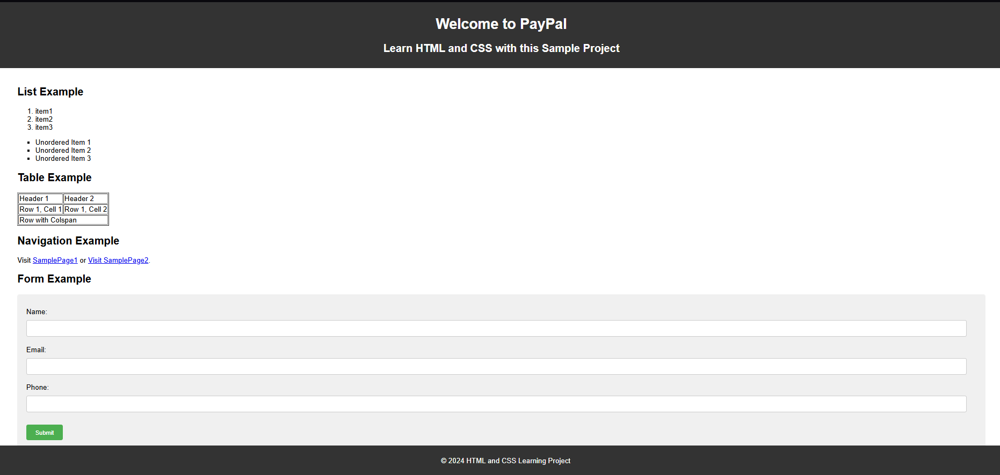 Welcome to PayPal
Learn HTML and CSS with this Sample Project
List Example
1. item1
2. item2
3. item3
▪ Unordered Item 1
▪ Unordered Item 2
▪ Unordered Item 3
Table Example
Header 1 Header 2
Row 1, Cell 1 Row 1, Cell 2
Row with Colspan
Navigation Example
Visit SamplePage1 or Visit SamplePage2.
Form Example
Name:
Email:
Phone:
Submit
© 2024 HTML and CSS Learning Project